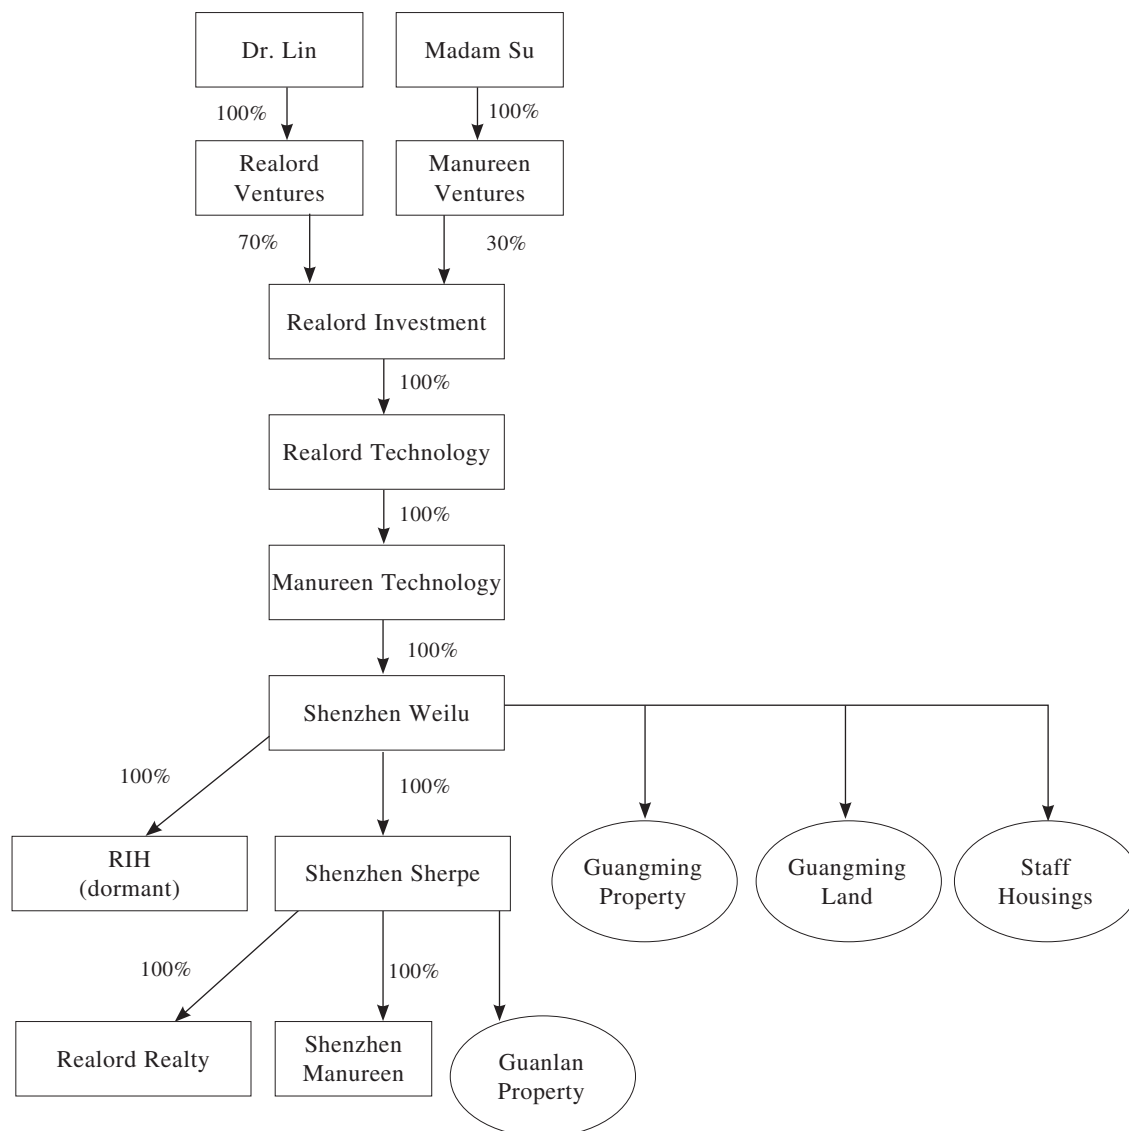 Dr. Lin
Madam Su
100%
100%
Realord
Ventures
Manureen
Ventures
70%
30%
Realord Investment
100%
Realord Technology
100%
Manureen Technology
100%
Shenzhen Weilu
100%
100%
RIH
(dormant)
Shenzhen Sherpe
Guangming
Property
Guangming
Land
Staff
Housings
100%
100%
Realord Realty
Shenzhen
Manureen
Guanlan
Property